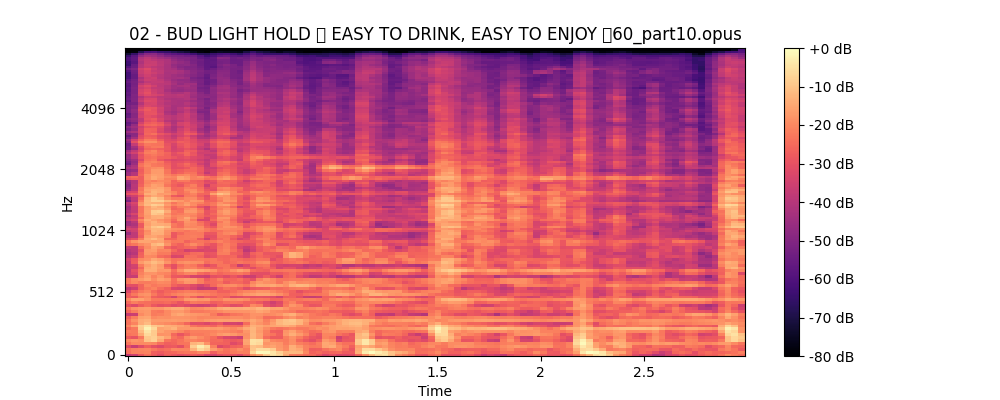 02 - BUD LIGHT HOLD ▯ EASY TO DRINK, EASY TO ENJOY ▯60_part10.opus
+0 dB
4096
-10 dB
-20 dB
2048
-30 dB
Hz
1024
-40 dB
-50 dB
512
-60 dB
-70 dB
0
-80 dB
0 0.5 1 1.5 2 2.5
Time